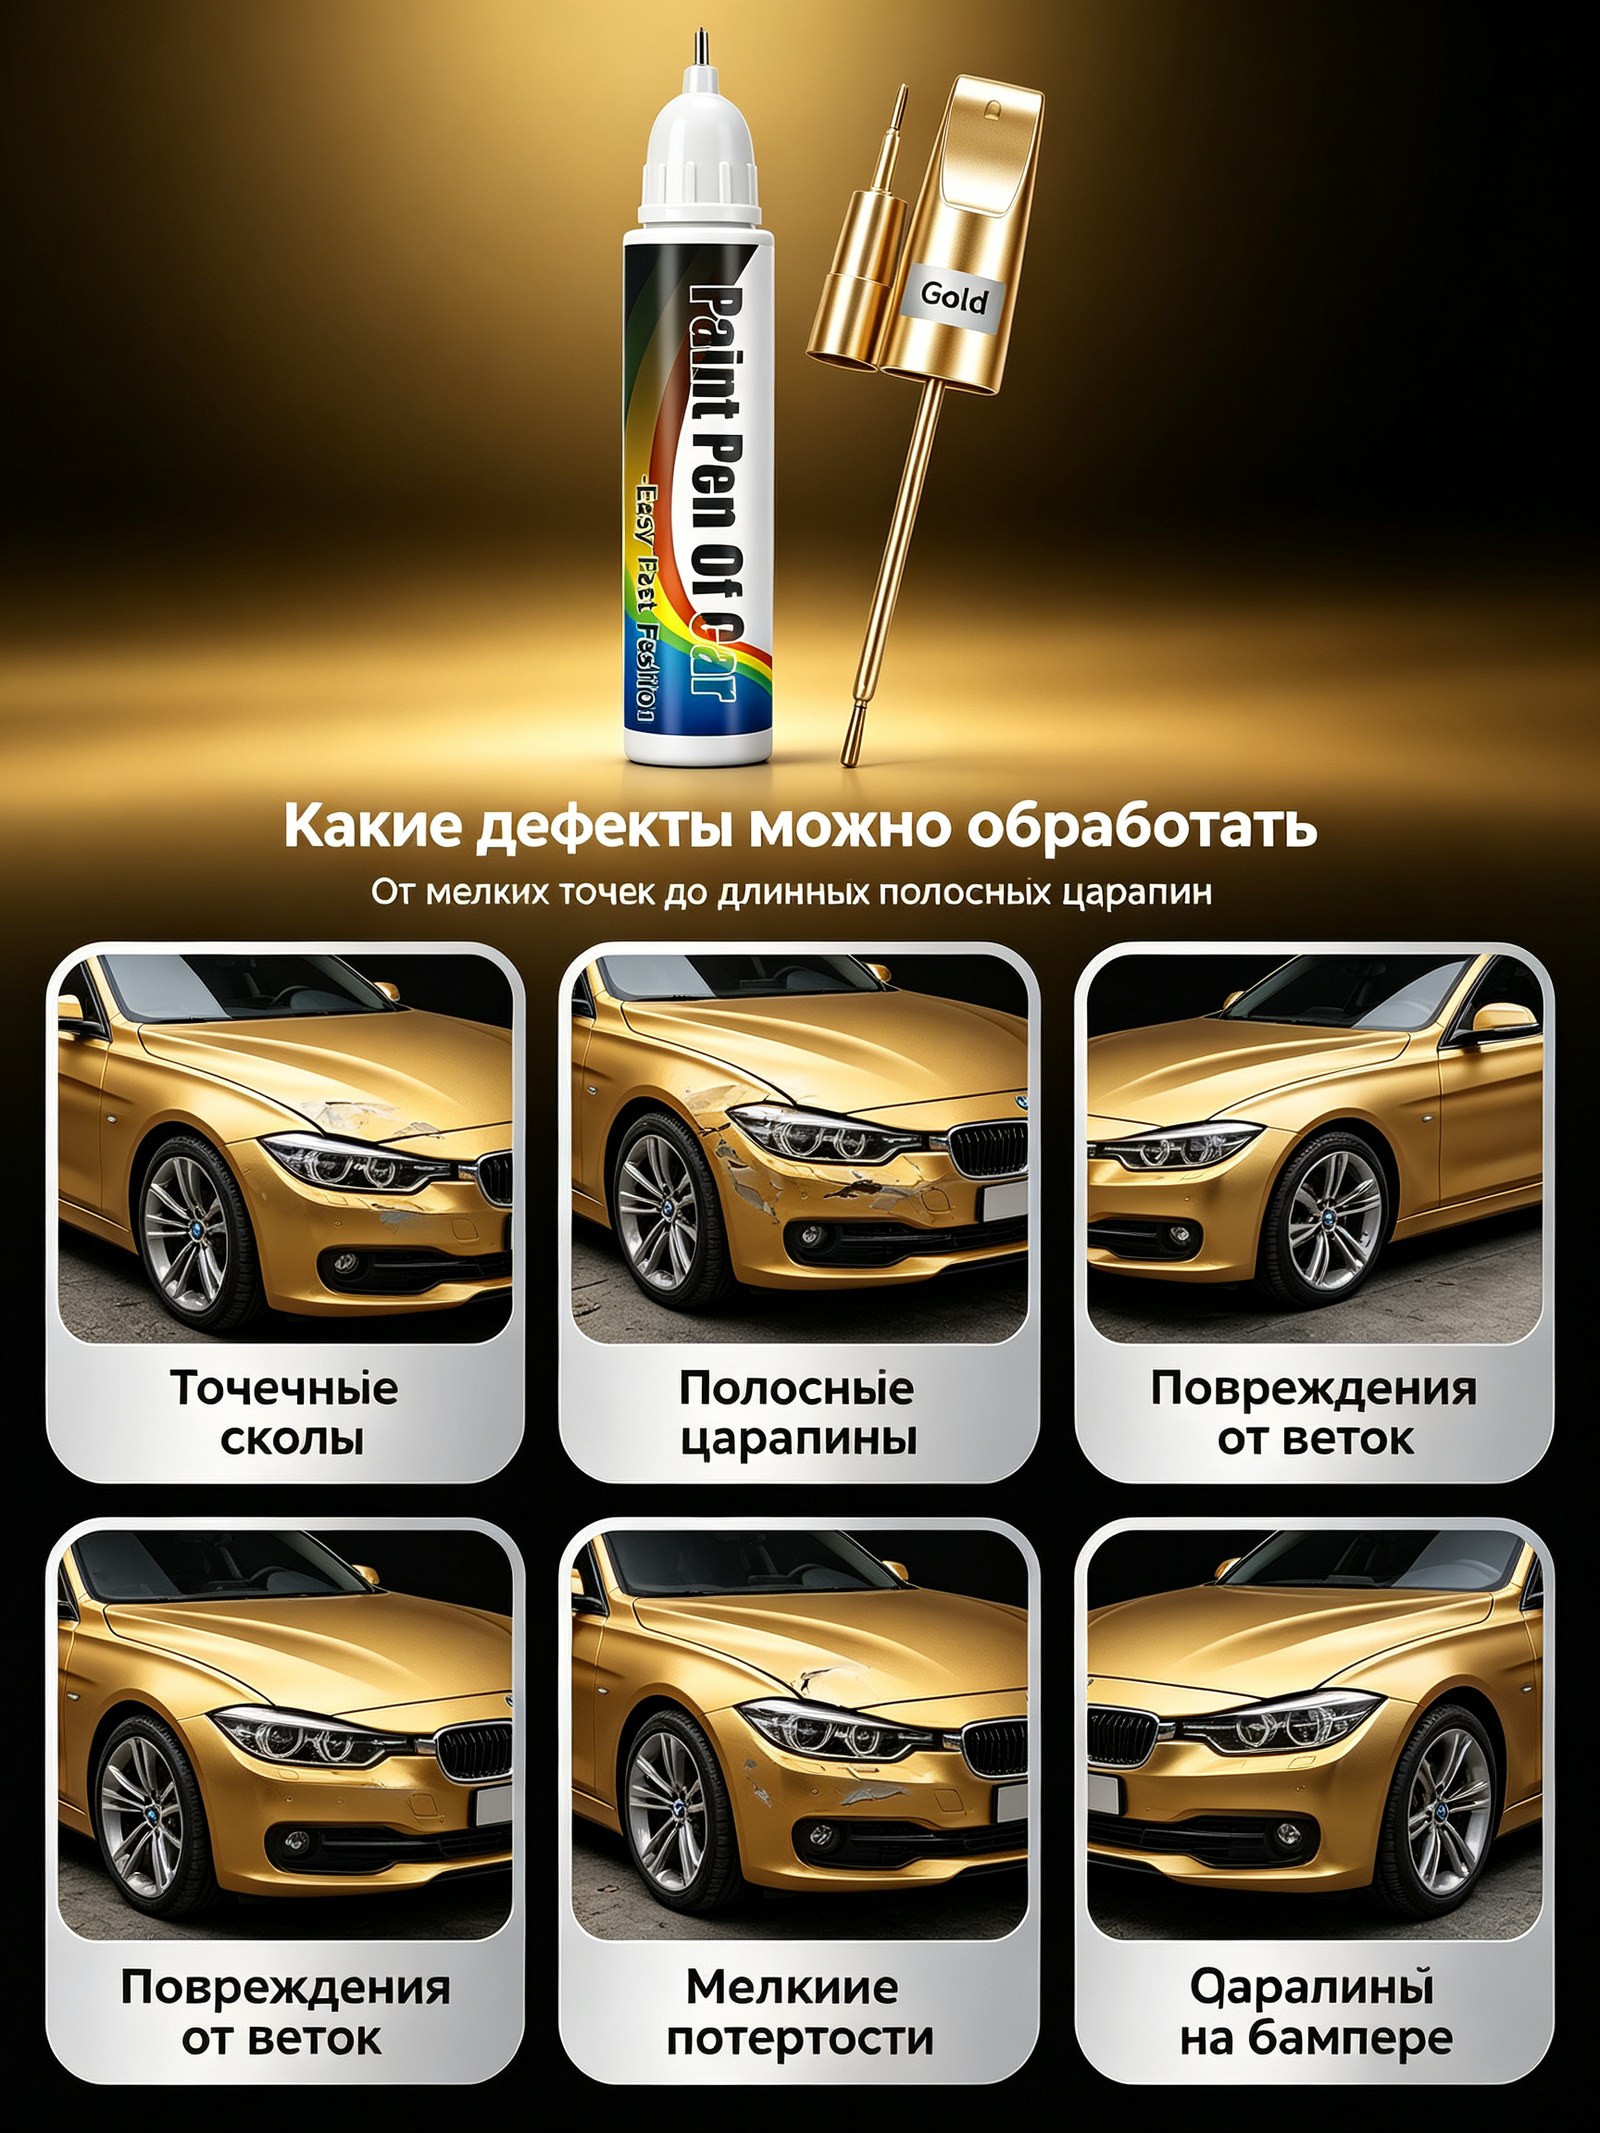 Paint Pen Of Car
-Easy Fast Fashion
Gold
Какие дефекты можно обработать
От мелких точек до длинных полосных царапин
Точечные
сколы
Полосные
царапины
Повреждения
от веток
Повреждения
от веток
Мелкиие
потертости
Qаралины̆
на бампере